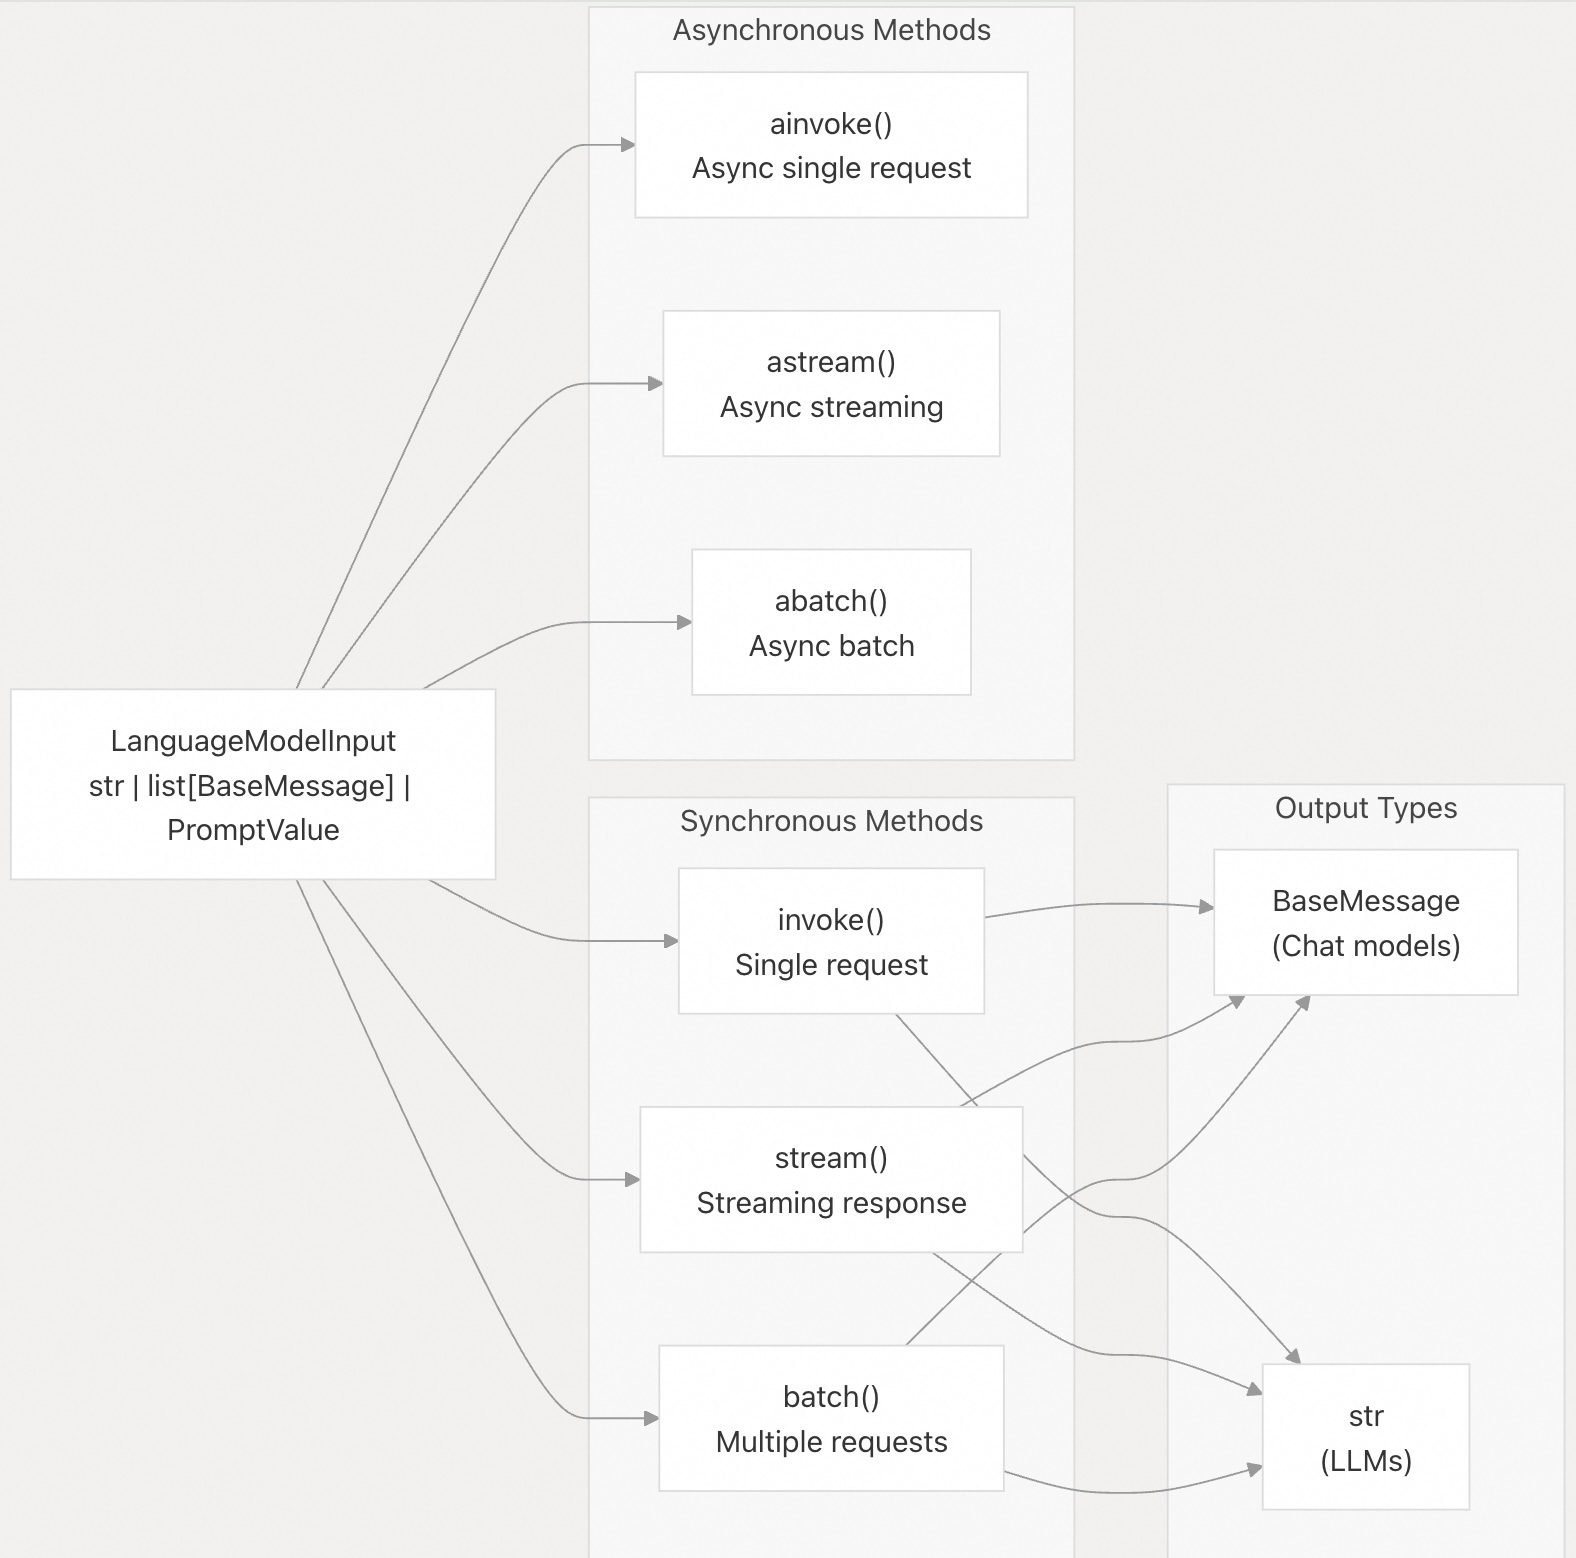 Asynchronous Methods
ainvoke()
Async single request
astream()
Async streaming
abatch()
Async batch
LanguageModelInput
str | list[BaseMessage] |
PromptValue
Synchronous Methods
invoke()
Single request
stream()
Streaming response
batch()
Multiple requests
Output Types
BaseMessage
(Chat models)
str
(LLMs)